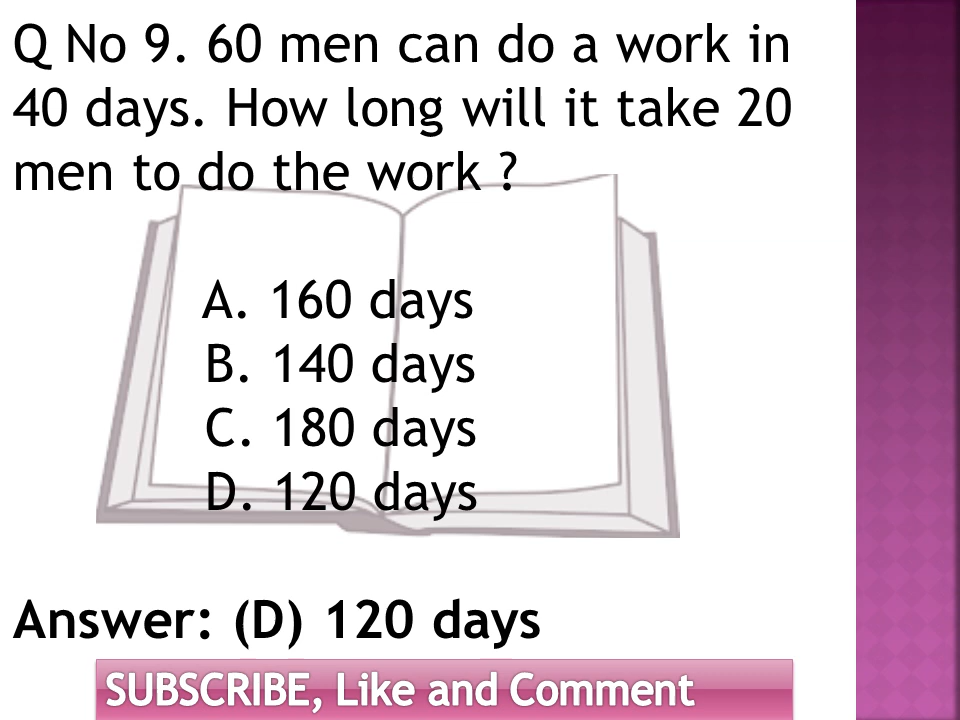 Q No 9. 60 men can do a work in
40 days. How long will it take 20
men to do the work ?
A. 160 days
B. 140 days
C. 180 days
D. 120 days
Answer: (D) 120 days
SUBSCRIBE, Like and Comment